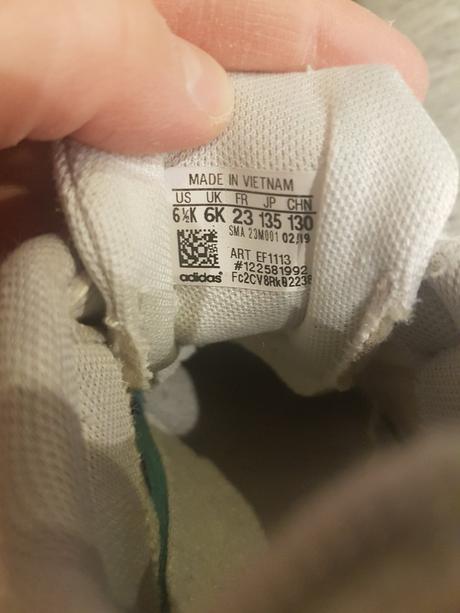 MADE IN VIETNAM
US UK FR JP CHN
6½K 6K 23 135 130
SMA 23M001 02/19
ART EF1113
#122581992
adidas